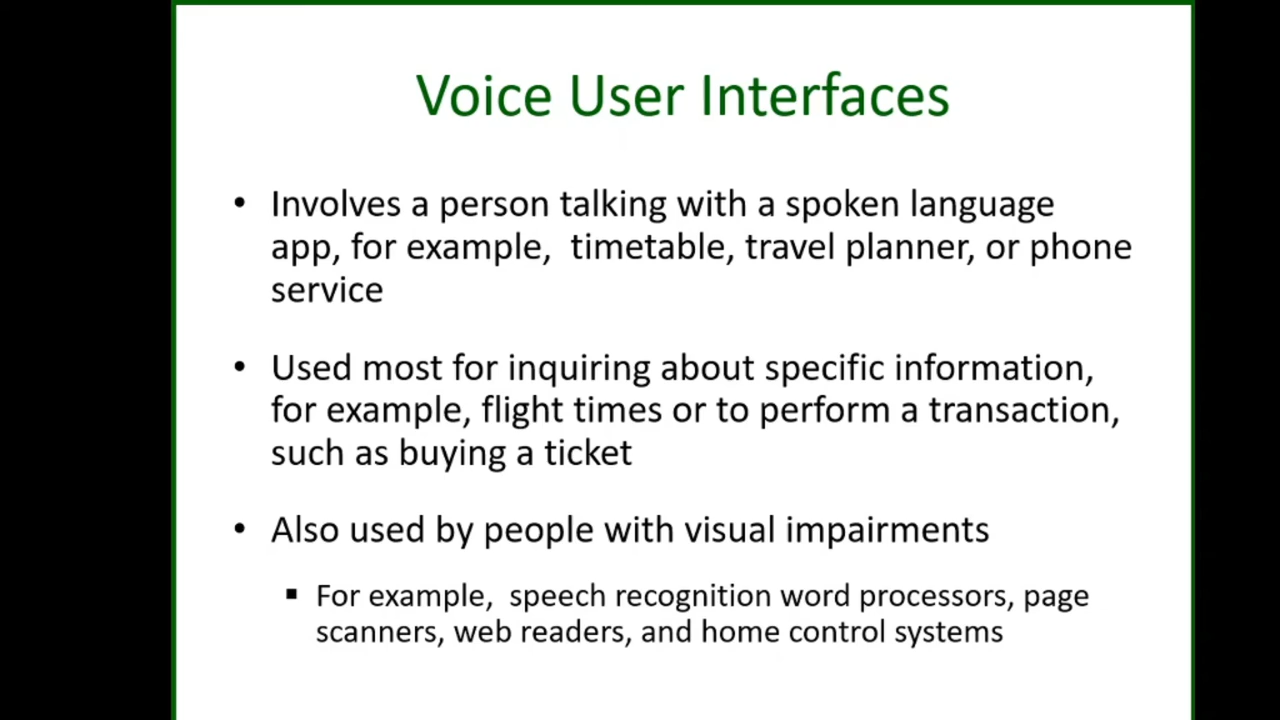 Voice User Interfaces
• Involves a person talking with a spoken language
app, for example,  timetable, travel planner, or phone
service
• Used most for inquiring about specific information,
for example, flight times or to perform a transaction,
such as buying a ticket
• Also used by people with visual impairments
▪ For example,  speech recognition word processors, page
scanners, web readers, and home control systems